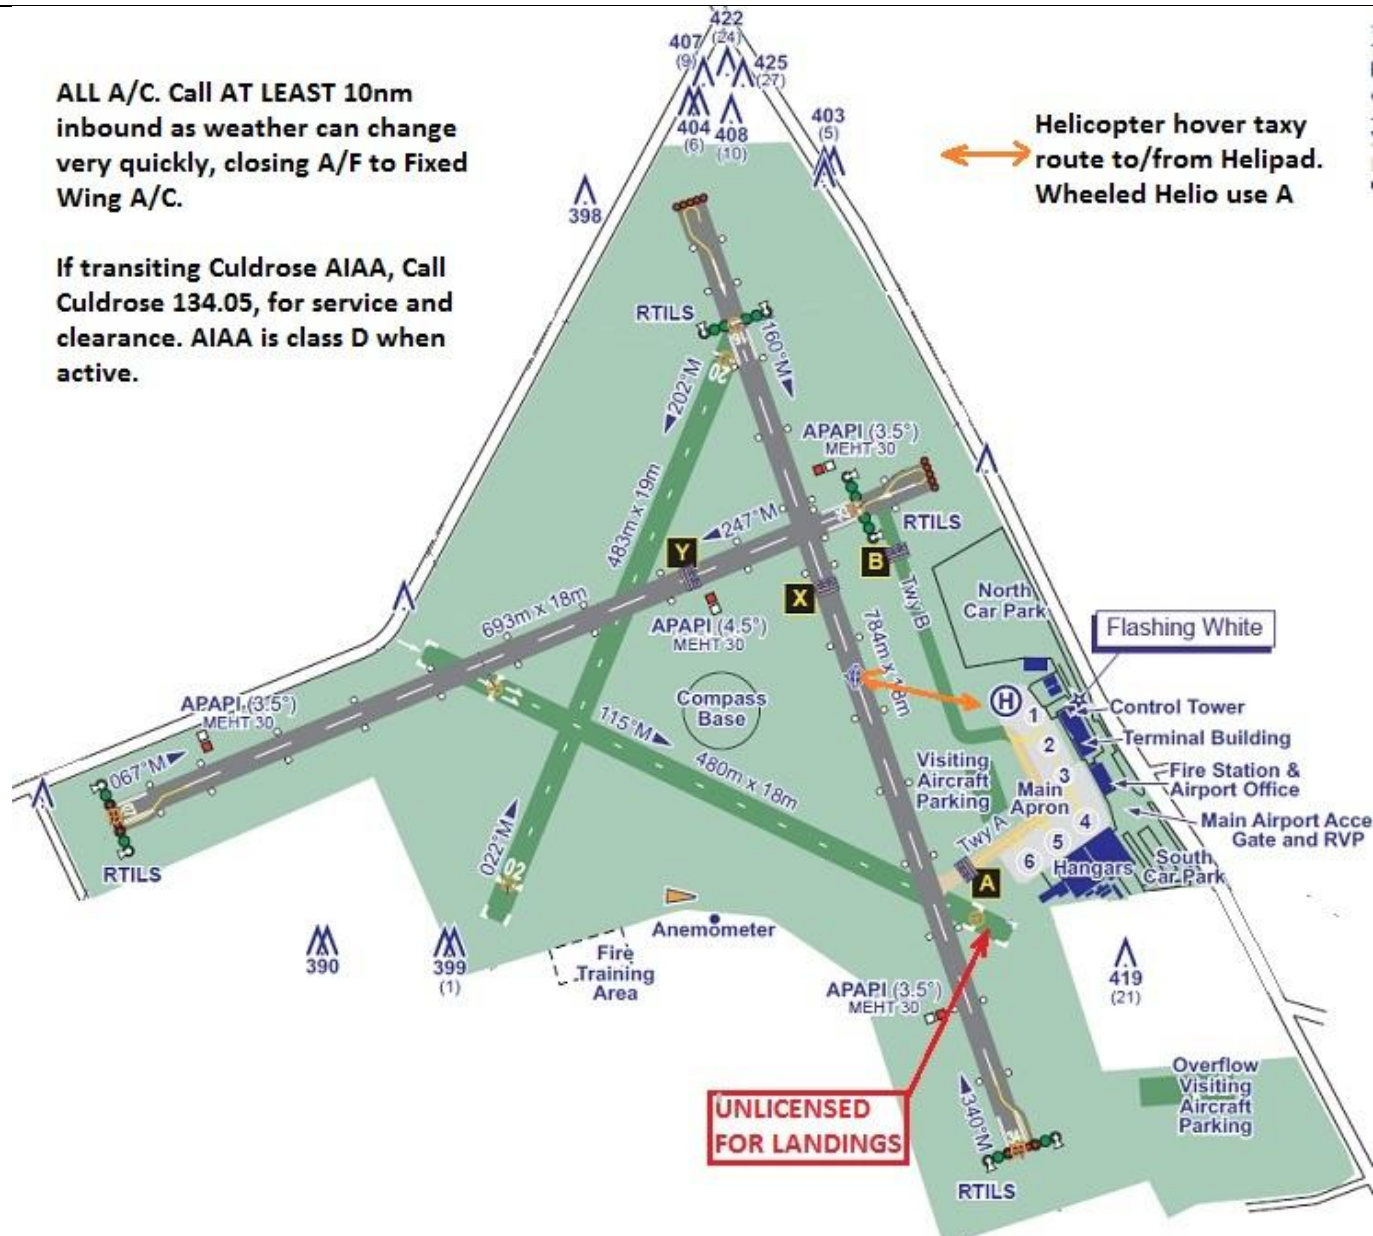 422
(24)
407
(9)
425
(27)
404
(6)
408
(10)
403
(5)
ALL A/C. Call AT LEAST 10nm
inbound as weather can change
very quickly, closing A/F to Fixed
Wing A/C.
If transiting Culdrose AIAA, Call
Culdrose 134.05, for service and
clearance. AIAA is class D when
active.
Helicopter hover taxy
route to/from Helipad.
Wheeled Helio use A
398
RTILS
16
160°M
20
202°M
483m x 19m
APAPI (3.5°)
MEHT 30
247°M
RTILS
Y
B
X
Twy B
693m x 18m
APAPI (4.5°)
MEHT 30
784m x 18m
North
Car Park
Flashing White
APAPI (3.5°)
MEHT 30
067°M
RTILS
11
115°M
480m x 18m
Compass
Base
H
1
2
3
4
5
6
Control Tower
Terminal Building
Fire Station &
Airport Office
Main Airport Acce
Gate and RVP
Visiting
Aircraft
Parking
Main
Apron
Twy A
A
Hangars
South
Car Park
022°M
02
390
399
(1)
Anemometer
Fire
Training
Area
APAPI (3.5°)
MEHT 30
419
(21)
UNLICENSED
FOR LANDINGS
340°M
34
RTILS
Overflow
Visiting
Aircraft
Parking